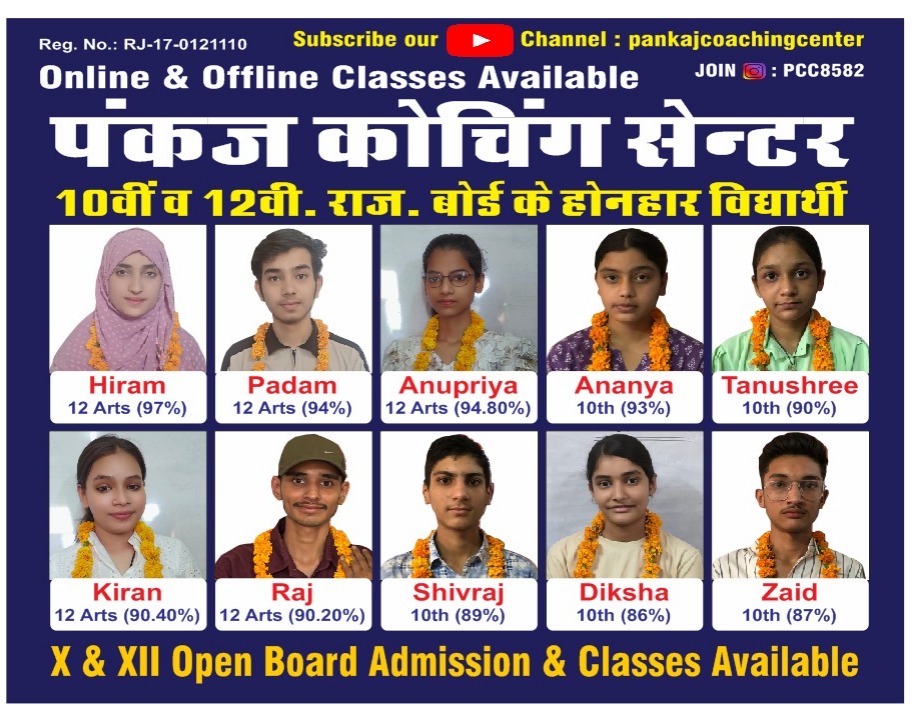 Reg. No.: RJ-17-0121110
Subscribe our Channel : pankajcoachingcenter
Online & Offline Classes Available
JOIN : PCC8582
पंकज कोचिंग सेन्टर
10वीं व 12वी. राज. बोर्ड के होनहार विद्यार्थी
Hiram Padam Anupriya Ananya Tanushree
12 Arts (97%) 12 Arts (94%) 12 Arts (94.80%) 10th (93%) 10th (90%)
Kiran Raj Shivraj Diksha Zaid
12 Arts (90.40%) 12 Arts (90.20%) 10th (89%) 10th (86%) 10th (87%)
X & XII Open Board Admission & Classes Available